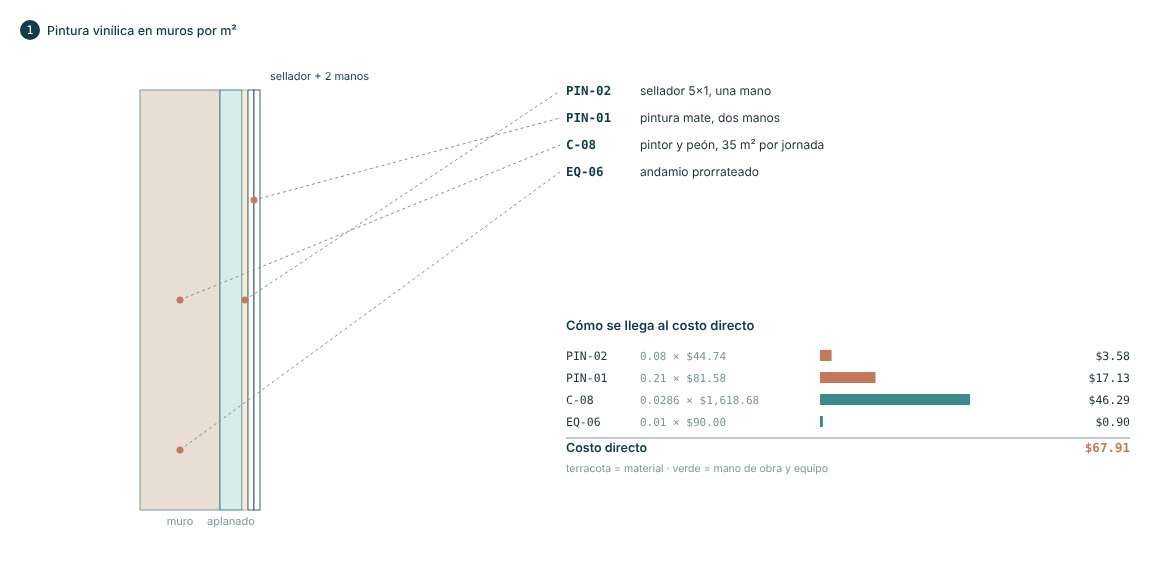 1 Pintura vinílica en muros por m²
sellador + 2 manos
PIN-02 sellador 5×1, una mano
PIN-01 pintura mate, dos manos
C-08 pintor y peón, 35 m² por jornada
EQ-06 andamio prorrateado
Cómo se llega al costo directo
PIN-02 0.08 × $44.74 $3.58
PIN-01 0.21 × $81.58 $17.13
C-08 0.0286 × $1,618.68 $46.29
EQ-06 0.01 × $90.00 $0.90
Costo directo $67.91
terracota = material · verde = mano de obra y equipo
muro aplanado